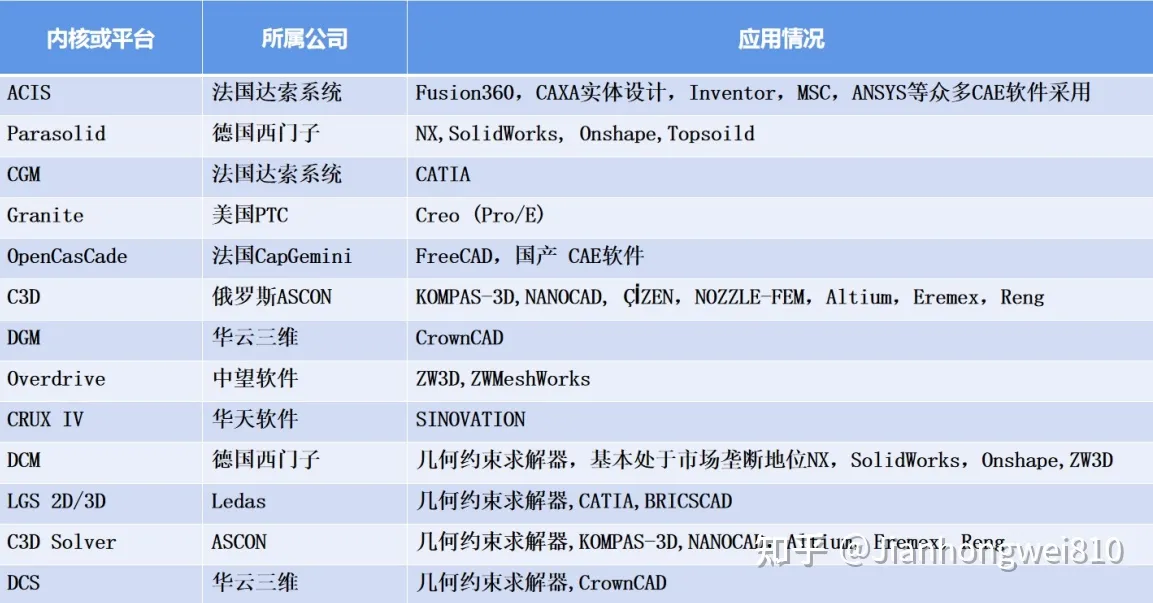 内核或平台 所属公司 应用情况
ACIS 法国达索系统 Fusion360, CAXA实体设计, Inventor, MSC, ANSYS等众多CAE软件采用
Parasolid 德国西门子 NX,SolidWorks, Onshape,Topsoild
CGM 法国达索系统 CATIA
Granite 美国PTC Creo (Pro/E)
OpenCasCade 法国CapGemini FreeCAD, 国产 CAE软件
C3D 俄罗斯ASCON KOMPAS-3D,NANOCAD, ÇİZEN, NOZZLE-FEM, Altium, Eremex, Reng
DGM 华云三维 CrownCAD
Overdrive 中望软件 ZW3D,ZWMeshWorks
CRUX IV 华天软件 SINOVATION
DCM 德国西门子 几何约束求解器, 基本处于市场垄断地位NX, SolidWorks, Onshape,ZW3D
LGS 2D/3D Ledas 几何约束求解器,CATIA,BRICSCAD
C3D Solver ASCON 几何约束求解器,KOMPAS-3D,NANOCAD, Altium, Eremex, Reng
DCS 华云三维 几何约束求解器,CrownCAD
知乎 @Jianhongwei810